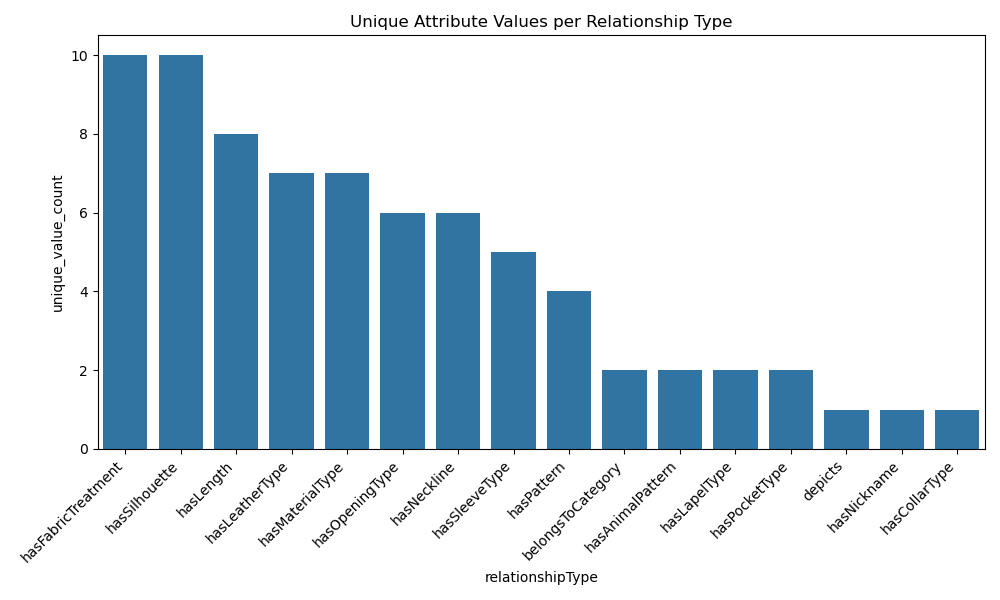 Unique Attribute Values per Relationship Type
unique_value_count
10
8
6
4
2
0
hasFabricTreatment
hasSilhouette
hasLength
hasLeatherType
hasMaterialType
hasOpeningType
hasNeckline
hasSleeveType
hasPattern
belongsToCategory
hasAnimalPattern
hasLapelType
hasPocketType
depicts
hasNickname
hasCollarType
relationshipType